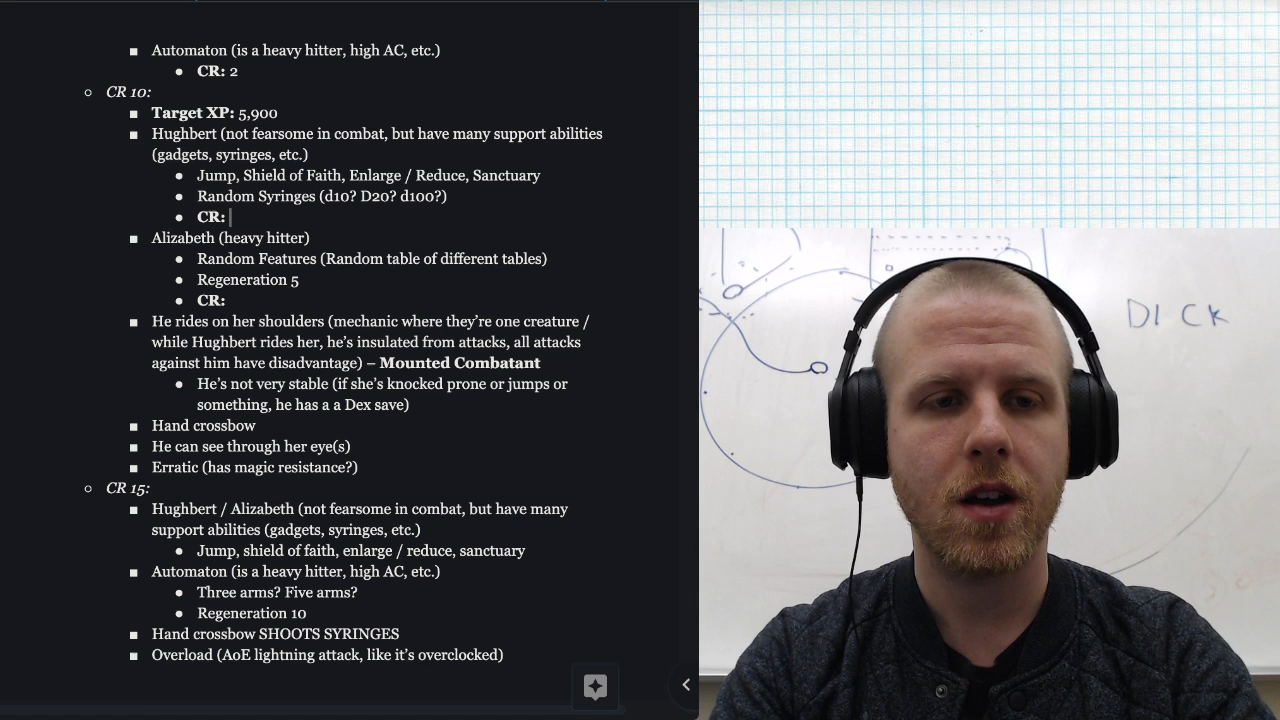 Automaton (is a heavy hitter, high AC, etc.)
CR: 2
CR 10:
Target XP: 5,900
Hughbert (not fearsome in combat, but have many support abilities
(gadgets, syringes, etc.)
Jump, Shield of Faith, Enlarge / Reduce, Sanctuary
Random Syringes (d10? D20? d100?)
CR:
Alizabeth (heavy hitter)
Random Features (Random table of different tables)
Regeneration 5
CR:
He rides on her shoulders (mechanic where they're one creature /
while Hughbert rides her, he's insulated from attacks, all attacks
against him have disadvantage) – Mounted Combatant
He's not very stable (if she's knocked prone or jumps or
something, he has a a Dex save)
Hand crossbow
He can see through her eye(s)
Erratic (has magic resistance?)
CR 15:
Hughbert / Alizabeth (not fearsome in combat, but have many
support abilities (gadgets, syringes, etc.)
Jump, shield of faith, enlarge / reduce, sanctuary
Automaton (is a heavy hitter, high AC, etc.)
Three arms? Five arms?
Regeneration 10
Hand crossbow SHOOTS SYRINGES
Overload (AoE lightning attack, like it's overclocked)
DICK